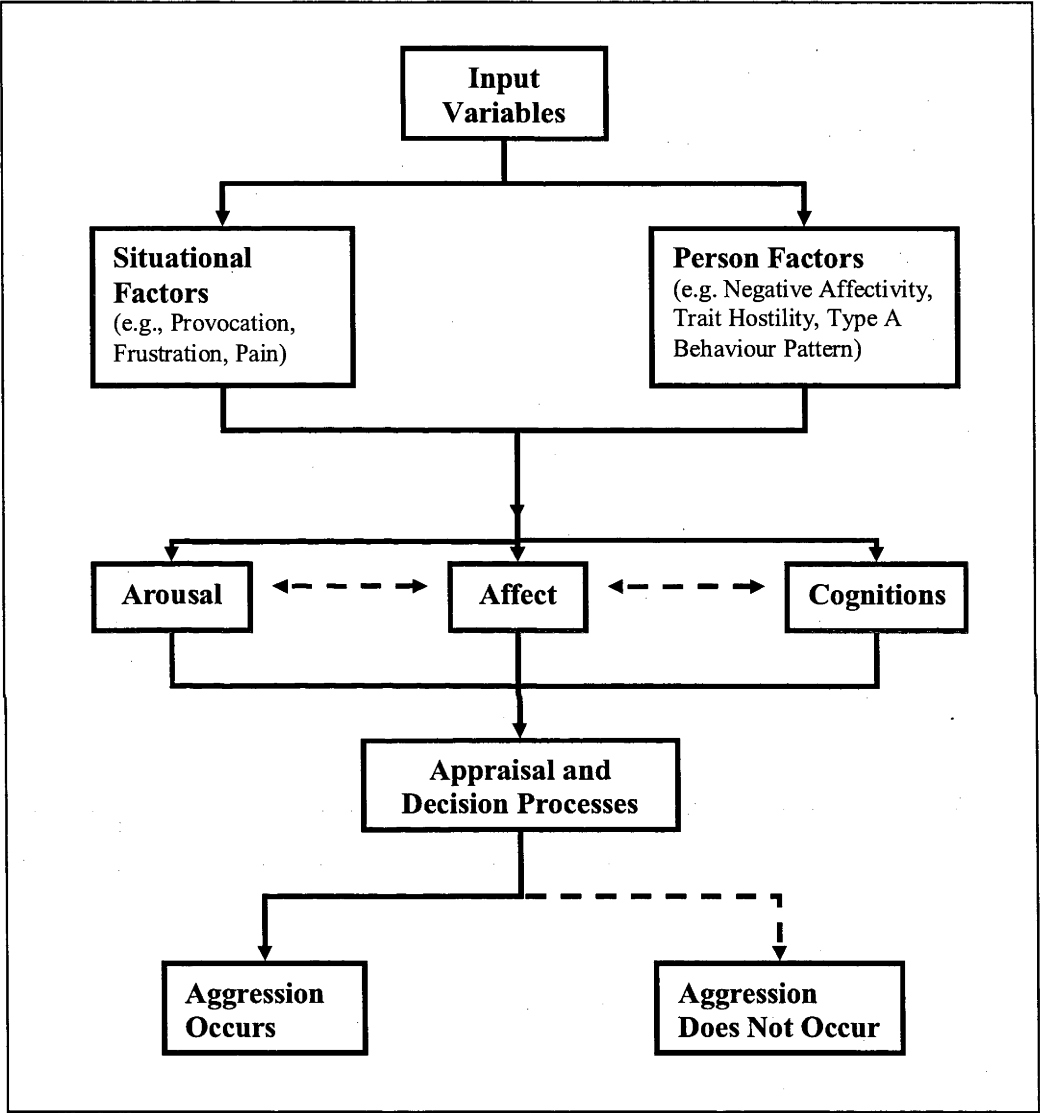 Input
Variables
Situational
Factors
(e.g., Provocation,
Frustration, Pain)
Person Factors
(e.g. Negative Affectivity,
Trait Hostility, Type A
Behaviour Pattern)
Arousal
Affect
Cognitions
Appraisal and
Decision Processes
Aggression
Occurs
Aggression
Does Not Occur